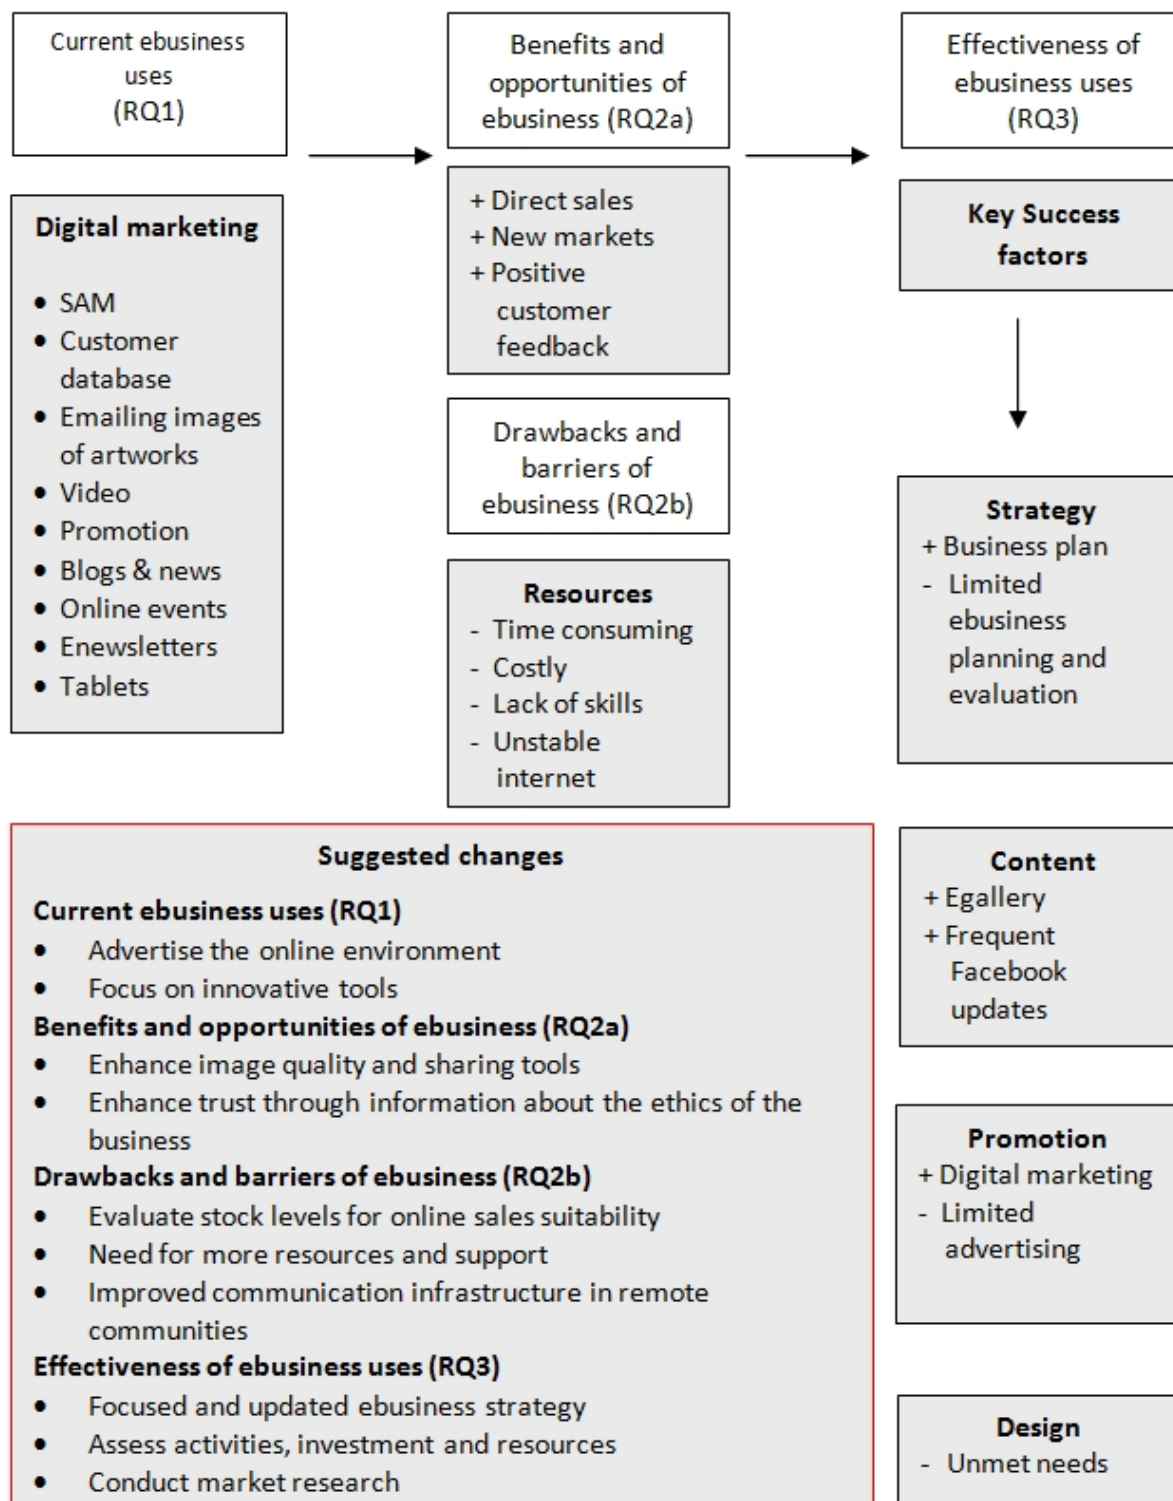 Current ebusiness
uses
(RQ1)
Digital marketing
• SAM
• Customer
database
• Emailing images
of artworks
• Video
• Promotion
• Blogs & news
• Online events
• Enewsletters
• Tablets
Benefits and
opportunities of
ebusiness (RQ2a)
+ Direct sales
+ New markets
+ Positive
customer
feedback
Drawbacks and
barriers of
ebusiness (RQ2b)
Resources
- Time consuming
- Costly
- Lack of skills
- Unstable
internet
Effectiveness of
ebusiness uses
(RQ3)
Key Success
factors
Strategy
+ Business plan
- Limited
ebusiness
planning and
evaluation
Content
+ Egallery
+ Frequent
Facebook
updates
Promotion
+ Digital marketing
- Limited
advertising
Design
- Unmet needs
Suggested changes
Current ebusiness uses (RQ1)
• Advertise the online environment
• Focus on innovative tools
Benefits and opportunities of ebusiness (RQ2a)
• Enhance image quality and sharing tools
• Enhance trust through information about the ethics of the
business
Drawbacks and barriers of ebusiness (RQ2b)
• Evaluate stock levels for online sales suitability
• Need for more resources and support
• Improved communication infrastructure in remote
communities
Effectiveness of ebusiness uses (RQ3)
• Focused and updated ebusiness strategy
• Assess activities, investment and resources
• Conduct market research